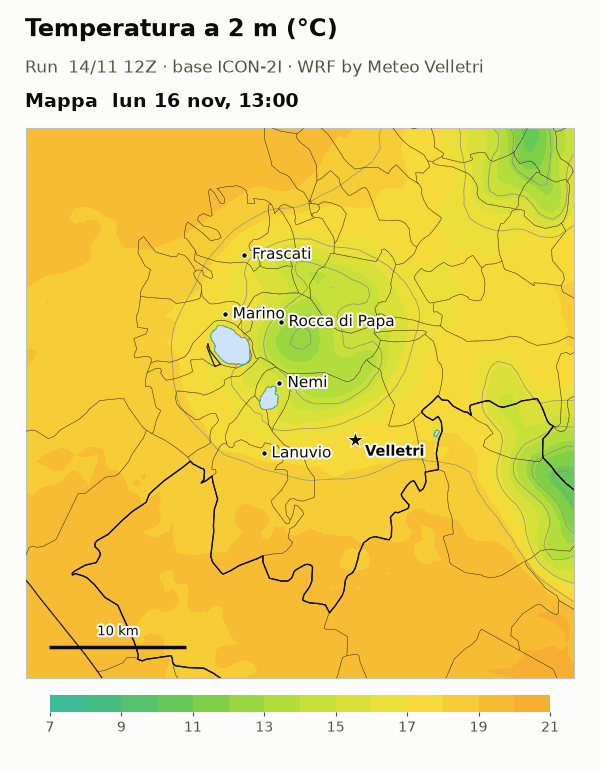 Temperatura a 2 m (°C)
Run  14/11 12Z · base ICON-2I · WRF by Meteo Velletri
Mappa  lun 16 nov, 13:00
Frascati
Marino
Rocca di Papa
Nemi
Velletri
Lanuvio
10 km
7 9 11 13 15 17 19 21